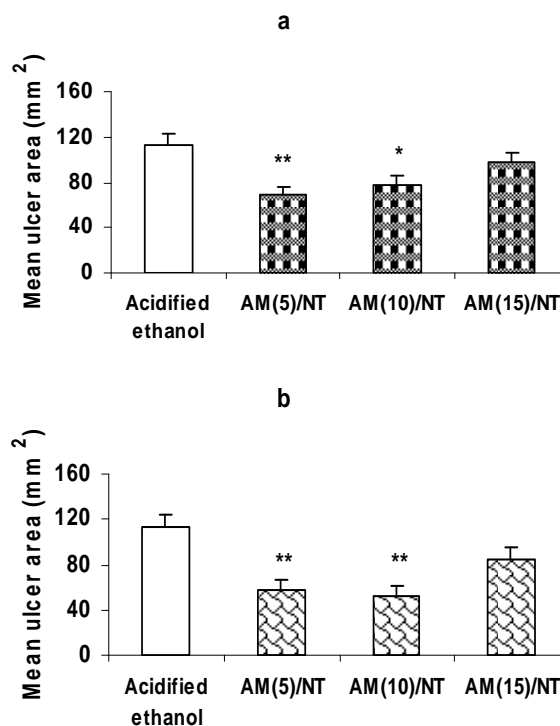 a
Mean ulcer area (mm²)
160
120
80
40
0
**
*
Acidified
ethanol
AM(5)/NT
AM(10)/NT
AM(15)/NT
b
Mean ulcer area (mm²)
160
120
80
40
0
**
**
Acidified
ethanol
AM(5)/NT
AM(10)/NT
AM(15)/NT